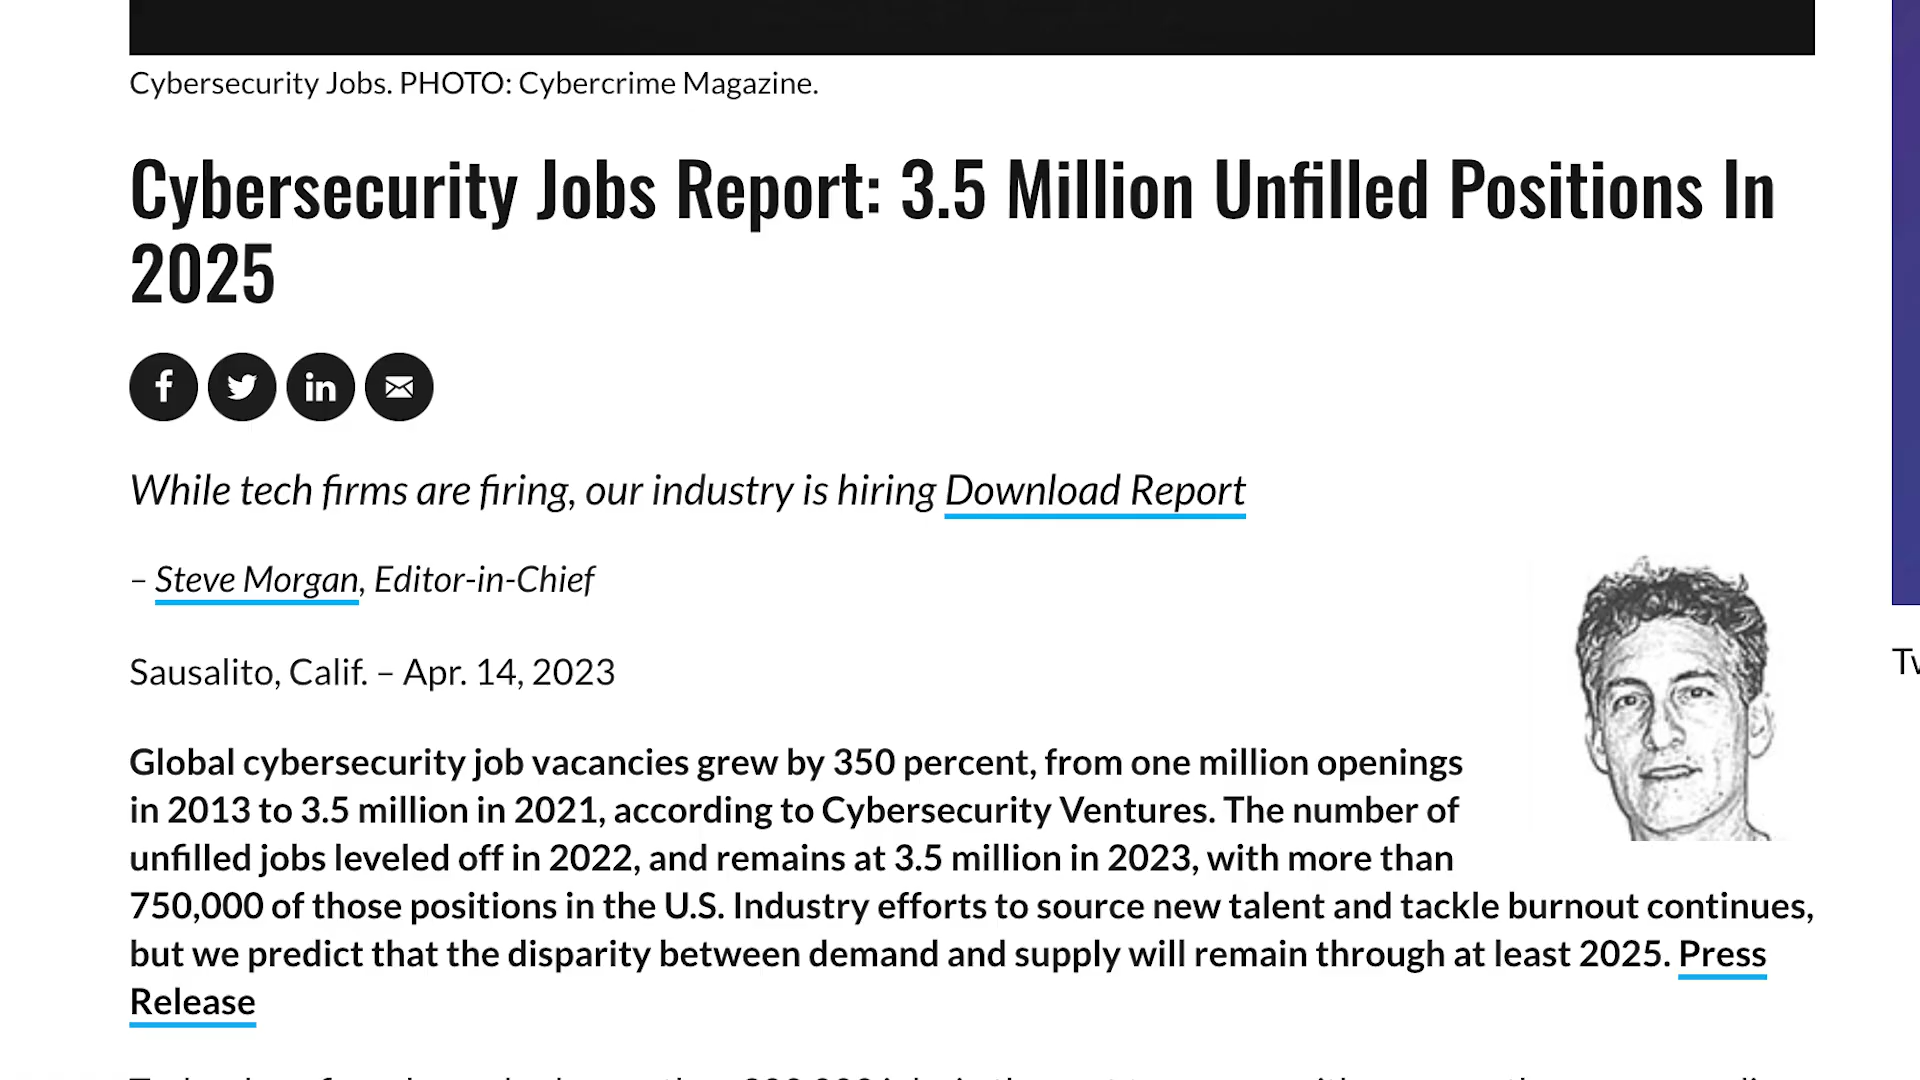 Cybersecurity Jobs. PHOTO: Cybercrime Magazine.
Cybersecurity Jobs Report: 3.5 Million Unfilled Positions In
2025
While tech firms are firing, our industry is hiring Download Report
– Steve Morgan, Editor-in-Chief
Sausalito, Calif. – Apr. 14, 2023
Global cybersecurity job vacancies grew by 350 percent, from one million openings
in 2013 to 3.5 million in 2021, according to Cybersecurity Ventures. The number of
unfilled jobs leveled off in 2022, and remains at 3.5 million in 2023, with more than
750,000 of those positions in the U.S. Industry efforts to source new talent and tackle burnout continues,
but we predict that the disparity between demand and supply will remain through at least 2025. Press
Release